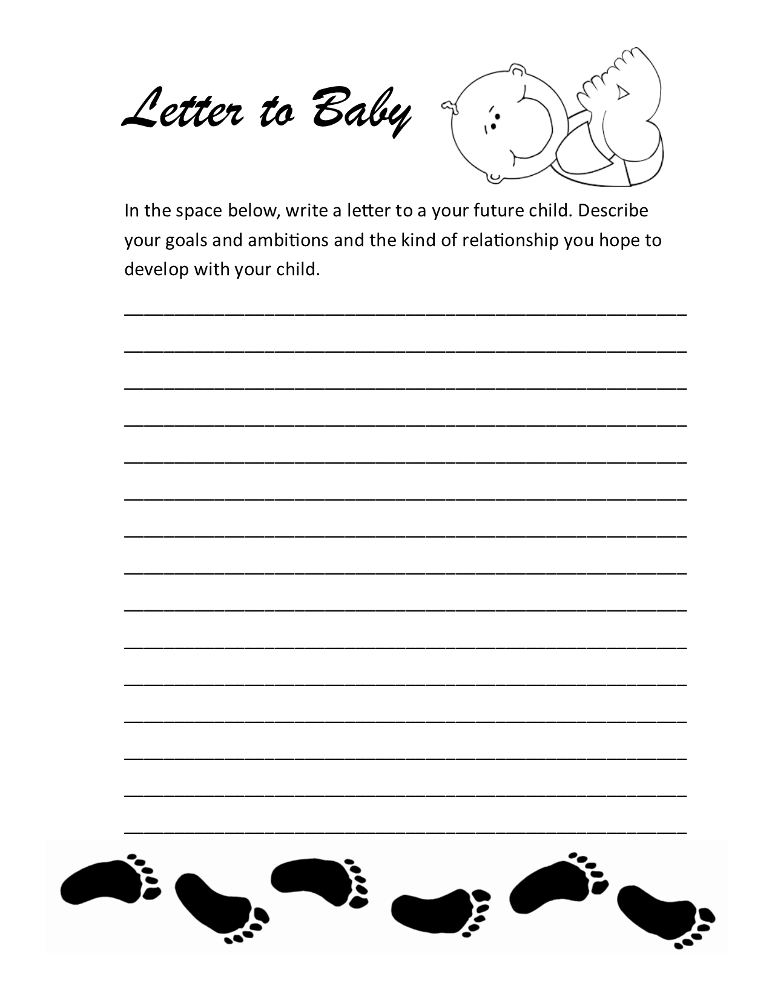 Letter to Baby
In the space below, write a letter to a your future child. Describe
your goals and ambitions and the kind of relationship you hope to
develop with your child.